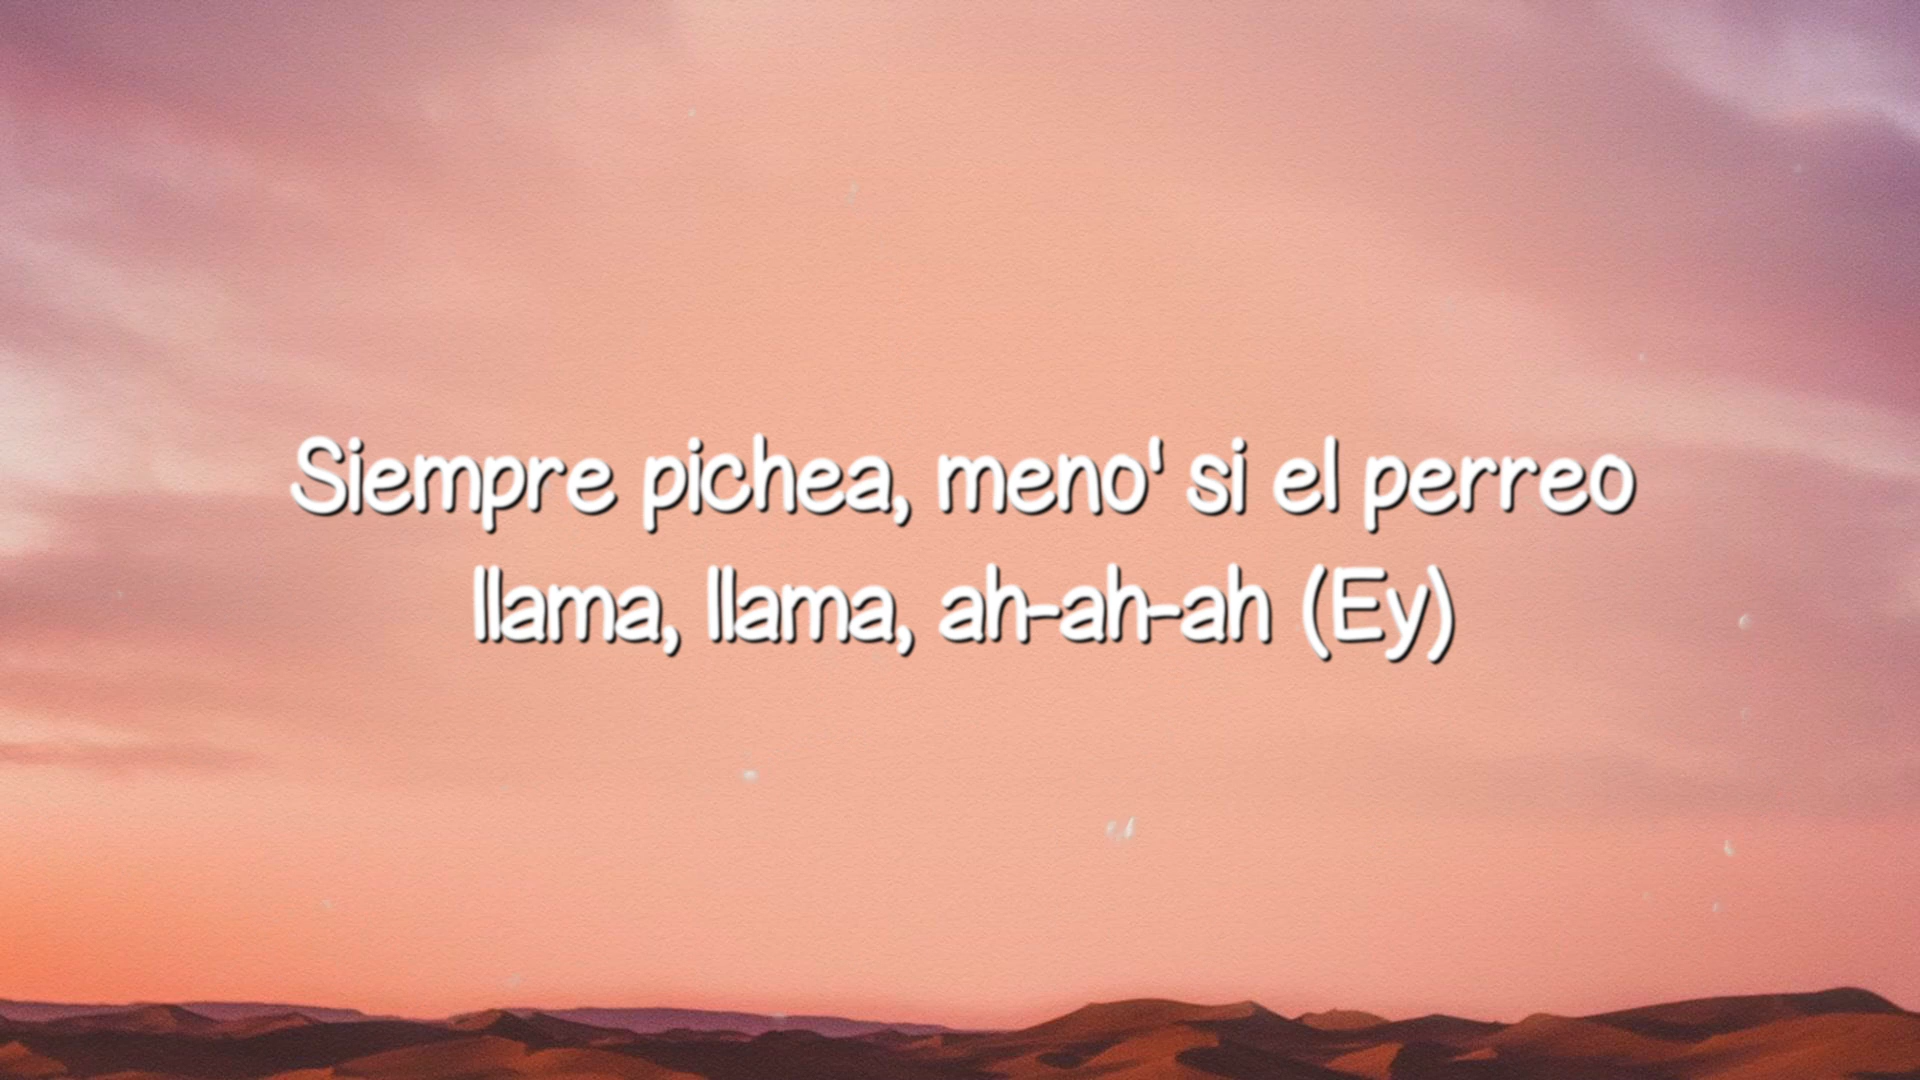 Siempre pichea, meno' si el perreo
llama, llama, ah-ah-ah (Ey)